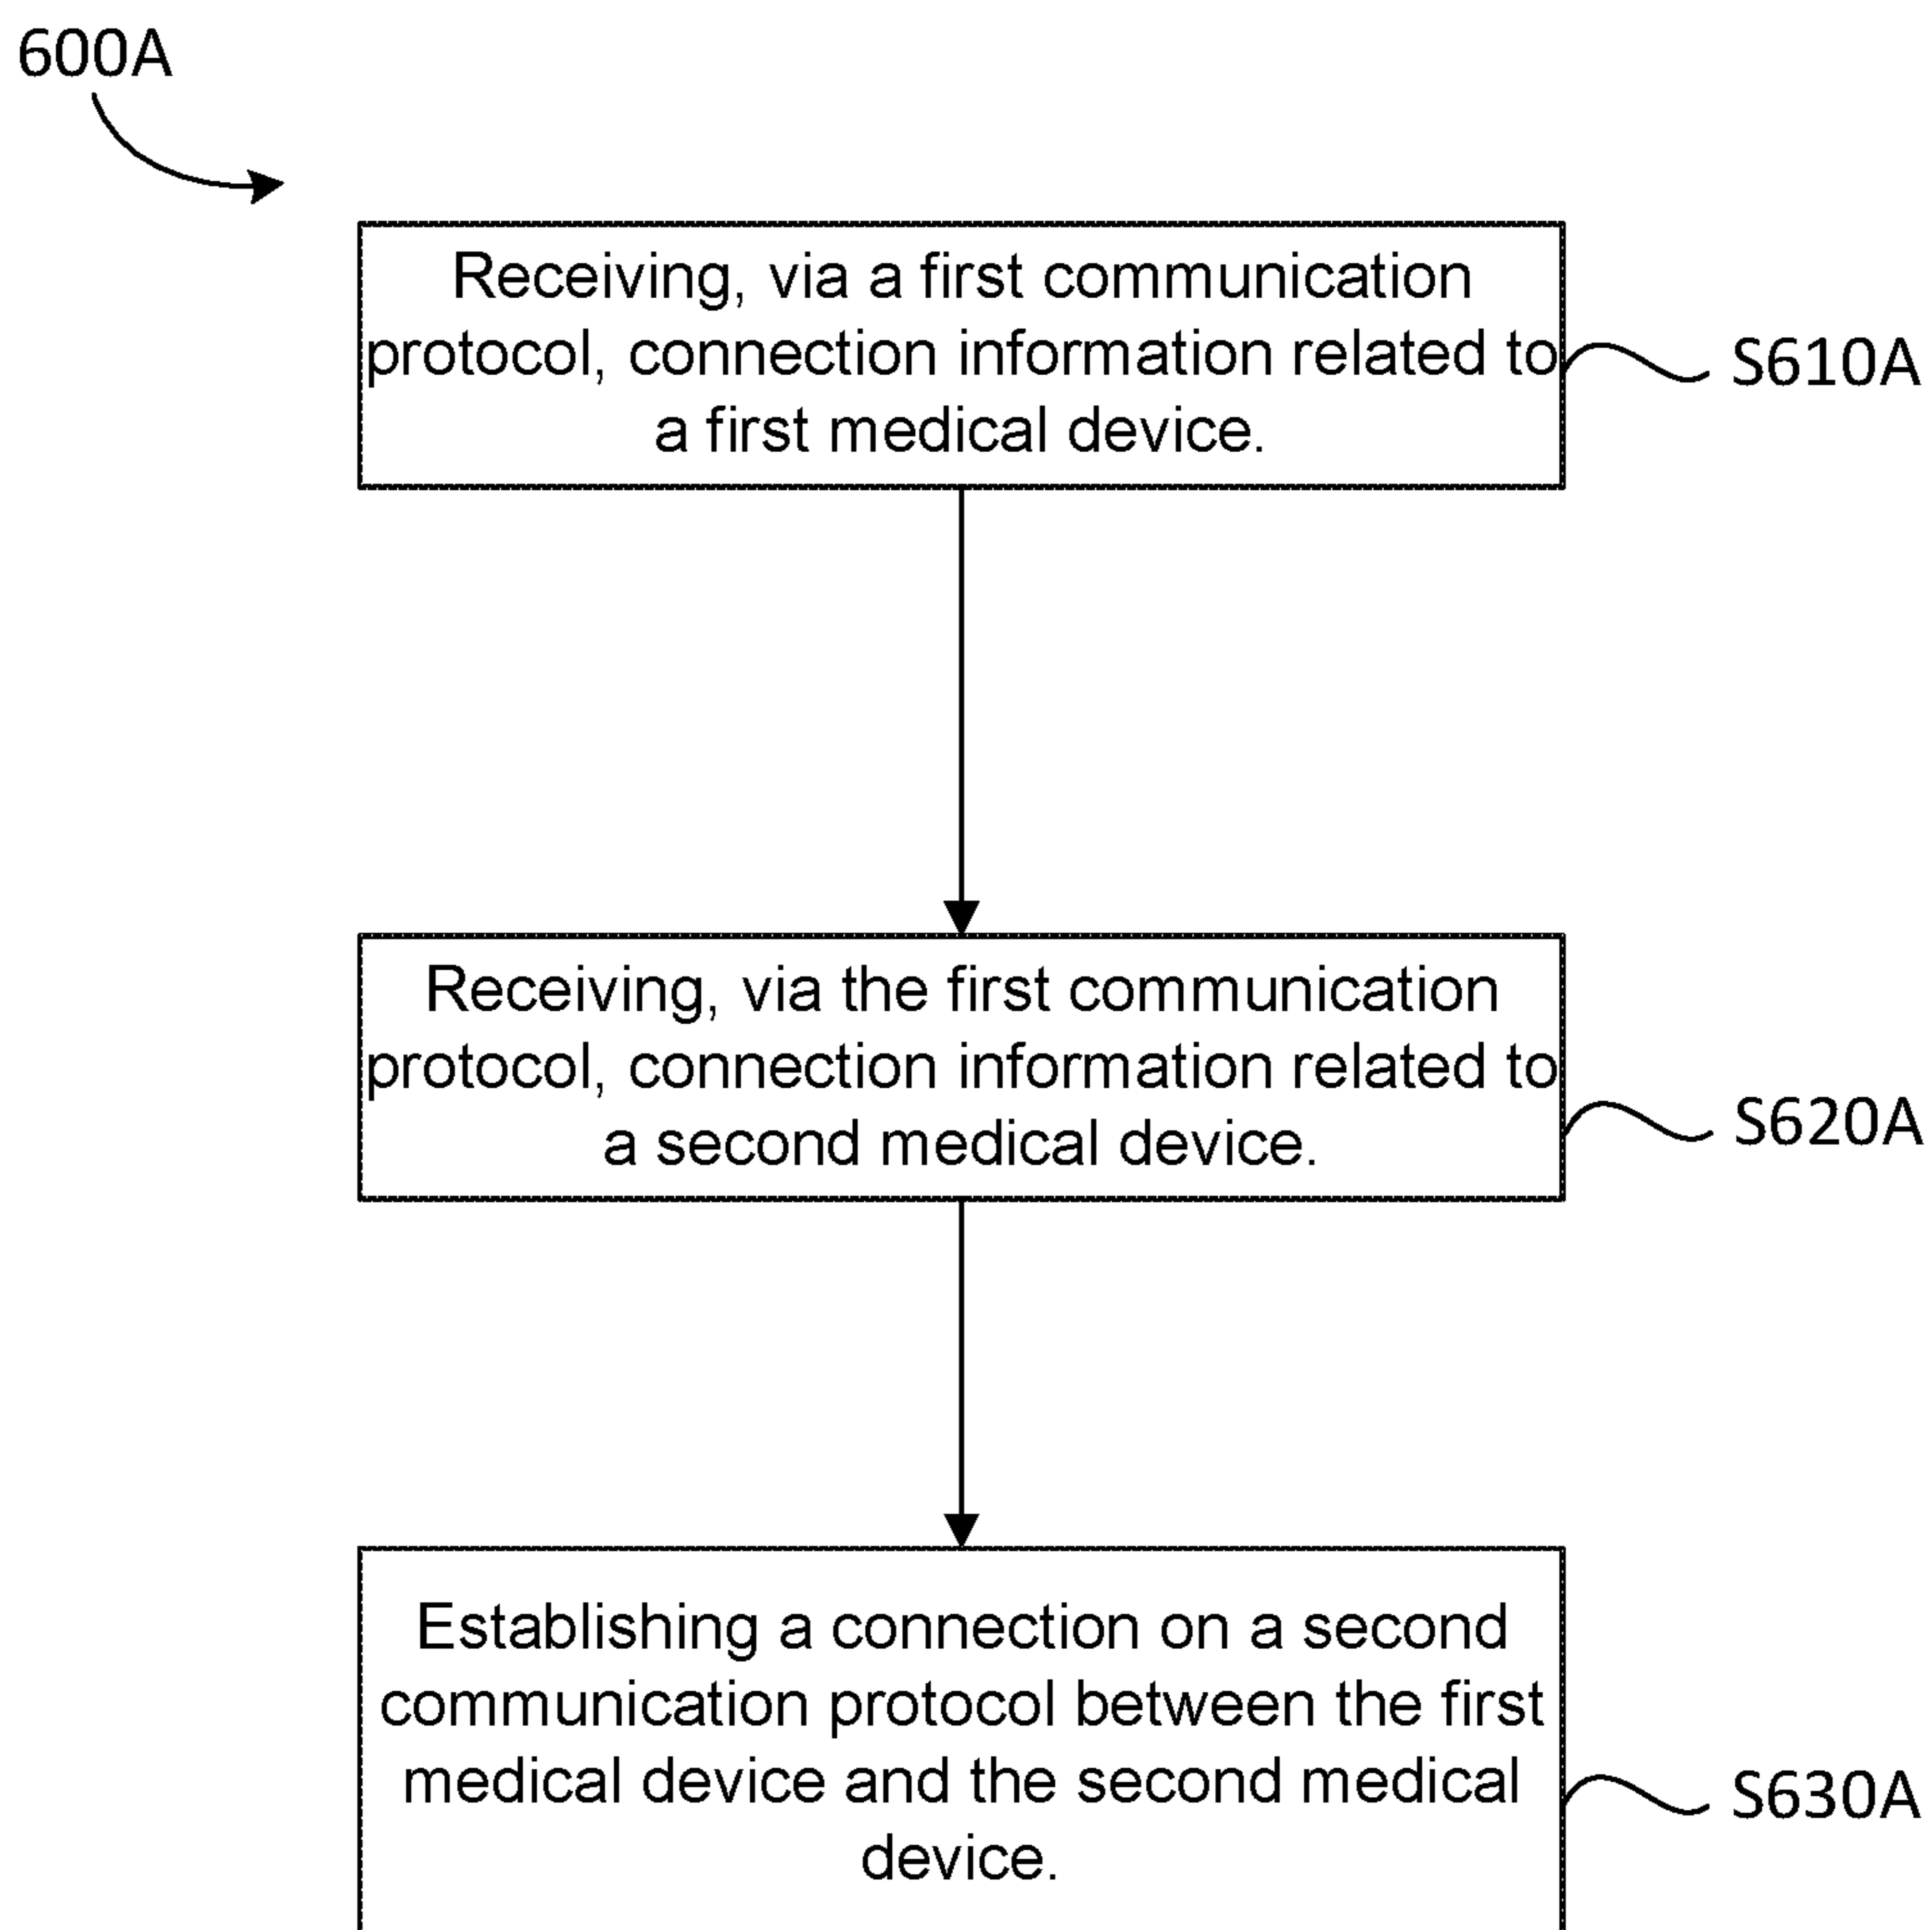 600A
Receiving, via a first communication
protocol, connection information related to
a first medical device.
S610A
Receiving, via the first communication
protocol, connection information related to
a second medical device.
S620A
Establishing a connection on a second
communication protocol between the first
medical device and the second medical
device.
S630A